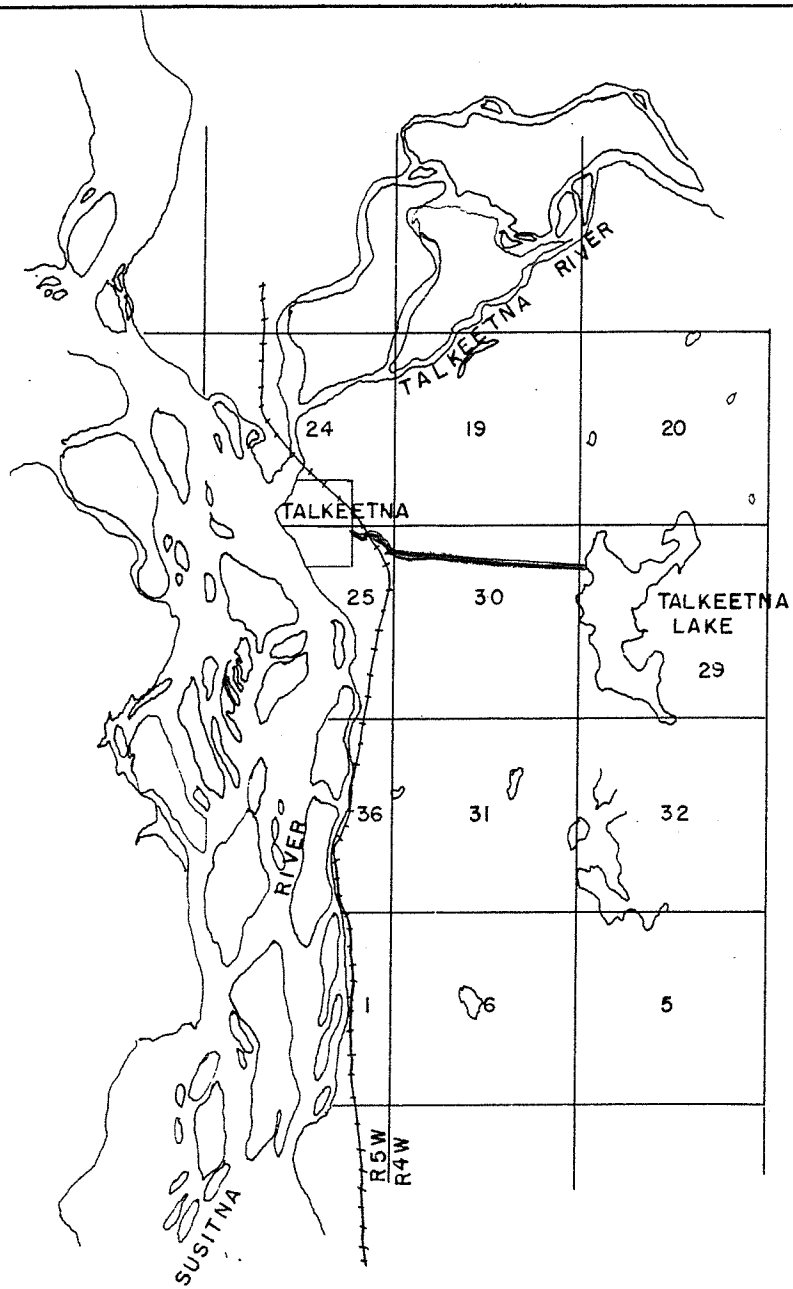 TALKEETNA RIVER
24
19
20
TALKEETNA
25
30
TALKEETNA
LAKE
29
36
31
32
RIVER
1
6
5
R5W
R4W
SUSITNA